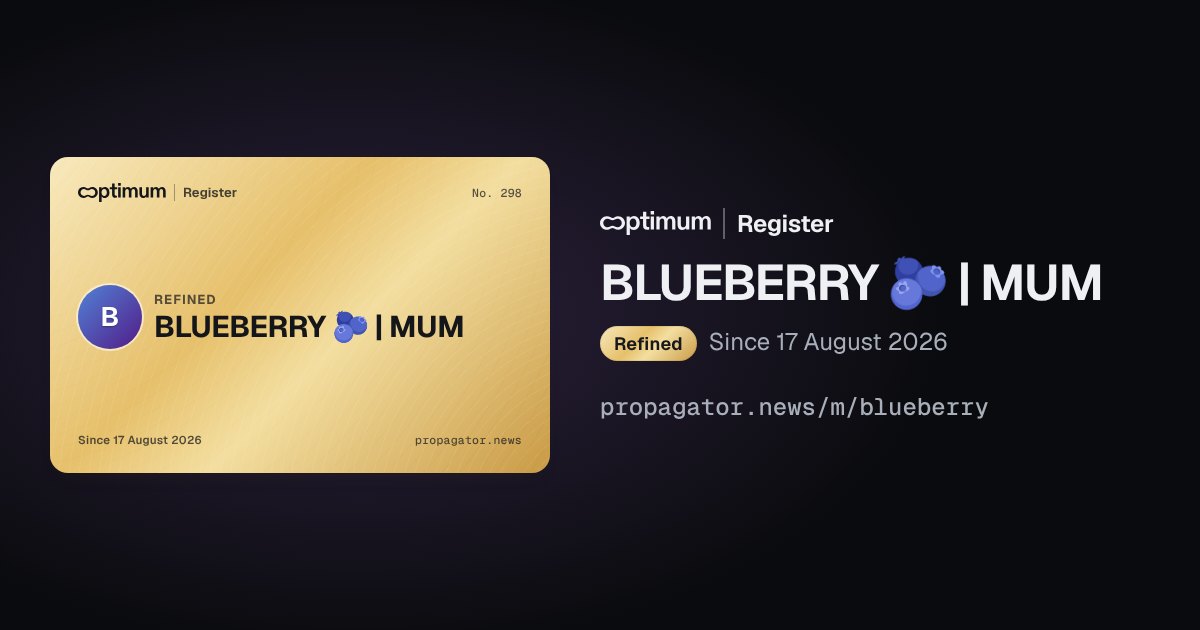 optimum | Register
No. 298
B
REFINED
BLUEBERRY 🫐 | MUM
Since 17 August 2026
propagator.news
optimum | Register
BLUEBERRY 🫐 | MUM
Refined
Since 17 August 2026
propagator.news/m/blueberry